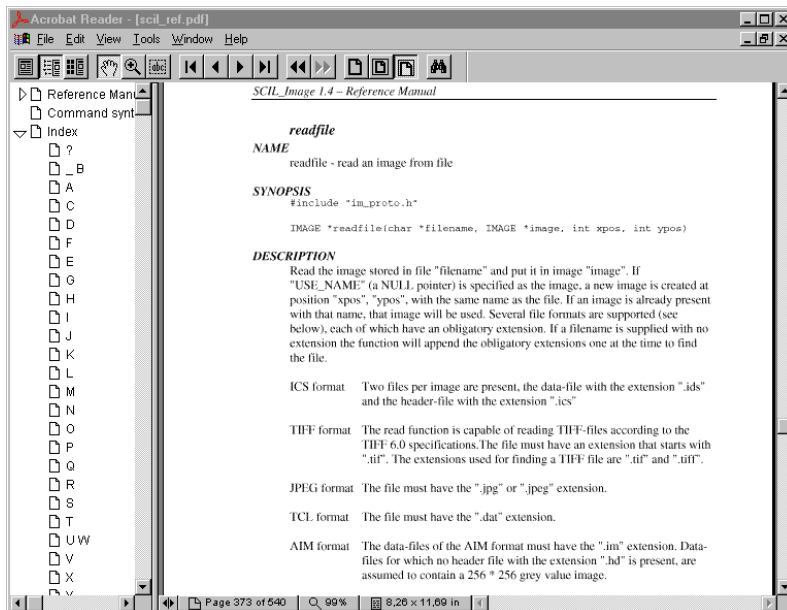 Acrobat Reader - [scil_ref.pdf]
File Edit View Tools Window Help
Reference Manu
Command synt
Index
?
_B
A
C
D
F
E
G
H
I
J
K
L
M
N
O
P
Q
R
S
T
U W
V
X
SCIL_Image 1.4 – Reference Manual
readfile
NAME
readfile - read an image from file
SYNOPSIS
#include "im_proto.h"
IMAGE *readfile(char *filename, IMAGE *image, int xpos, int ypos)
DESCRIPTION
Read the image stored in file "filename" and put it in image "image". If
"USE_NAME" (a NULL pointer) is specified as the image, a new image is created at
position "xpos", "ypos", with the same name as the file. If an image is already present
with that name, that image will be used. Several file formats are supported (see
below), each of which have an obligatory extension. If a filename is supplied with no
extension the function will append the obligatory extensions one at the time to find
the file.
ICS format Two files per image are present, the data-file with the extension ".ids"
and the header-file with the extension ".ics"
TIFF format The read function is capable of reading TIFF-files according to the
TIFF 6.0 specifications.The file must have an extension that starts with
".tif". The extensions used for finding a TIFF file are ".tif" and ".tiff".
JPEG format The file must have the ".jpg" or ".jpeg" extension.
TCL format The file must have the ".dat" extension.
AIM format The data-files of the AIM format must have the ".im" extension. Data-
files for which no header file with the extension ".hd" is present, are
assumed to contain a 256 * 256 grey value image.
Page 373 of 540 99% 8,26 x 11,69 in